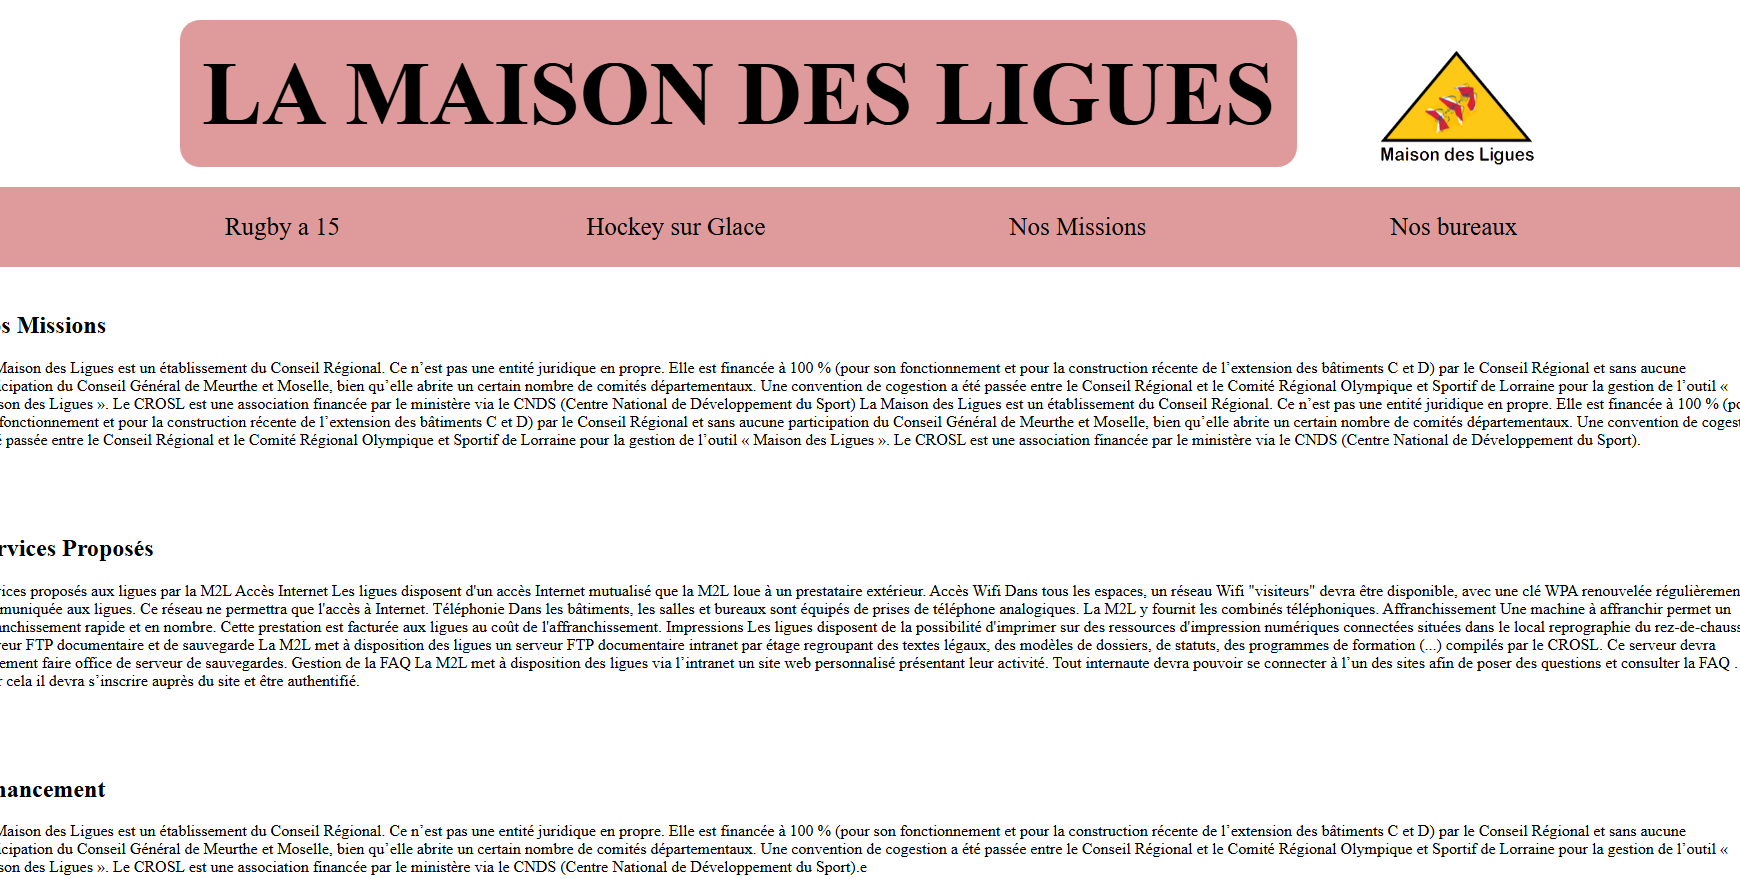 LA MAISON DES LIGUES
Maison des Ligues
Rugby a 15
Hockey sur Glace
Nos Missions
Nos bureaux
s Missions
Maison des Ligues est un établissement du Conseil Régional. Ce n’est pas une entité juridique en propre. Elle est financée à 100 % (pour son fonctionnement et pour la construction récente de l’extension des bâtiments C et D) par le Conseil Régional et sans aucune
icipation du Conseil Général de Meurthe et Moselle, bien qu’elle abrite un certain nombre de comités départementaux. Une convention de cogestion a été passée entre le Conseil Régional et le Comité Régional Olympique et Sportif de Lorraine pour la gestion de l’outil «
son des Ligues ». Le CROSL est une association financée par le ministère via le CNDS (Centre National de Développement du Sport) La Maison des Ligues est un établissement du Conseil Régional. Ce n’est pas une entité juridique en propre. Elle est financée à 100 % (po
fonctionnement et pour la construction récente de l’extension des bâtiments C et D) par le Conseil Régional et sans aucune participation du Conseil Général de Meurthe et Moselle, bien qu’elle abrite un certain nombre de comités départementaux. Une convention de cogest
é passée entre le Conseil Régional et le Comité Régional Olympique et Sportif de Lorraine pour la gestion de l’outil « Maison des Ligues ». Le CROSL est une association financée par le ministère via le CNDS (Centre National de Développement du Sport).
rvices Proposés
ices proposés aux ligues par la M2L Accès Internet Les ligues disposent d'un accès Internet mutualisé que la M2L loue à un prestataire extérieur. Accès Wifi Dans tous les espaces, un réseau Wifi "visiteurs" devra être disponible, avec une clé WPA renouvelée régulièremen
muniquée aux ligues. Ce réseau ne permettra que l'accès à Internet. Téléphonie Dans les bâtiments, les salles et bureaux sont équipés de prises de téléphone analogiques. La M2L y fournit les combinés téléphoniques. Affranchissement Une machine à affranchir permet un
anchissement rapide et en nombre. Cette prestation est facturée aux ligues au coût de l'affranchissement. Impressions Les ligues disposent de la possibilité d'imprimer sur des ressources d'impression numériques connectées situées dans le local reprographie du rez-de-chauss
eur FTP documentaire et de sauvegarde La M2L met à disposition des ligues un serveur FTP documentaire intranet par étage regroupant des textes légaux, des modèles de dossiers, de statuts, des programmes de formation (...) compilés par le CROSL. Ce serveur devra
ement faire office de serveur de sauvegardes. Gestion de la FAQ La M2L met à disposition des ligues via l’intranet un site web personnalisé présentant leur activité. Tout internaute devra pouvoir se connecter à l’un des sites afin de poser des questions et consulter la FAQ .
r cela il devra s’inscrire auprès du site et être authentifié.
nancement
Maison des Ligues est un établissement du Conseil Régional. Ce n’est pas une entité juridique en propre. Elle est financée à 100 % (pour son fonctionnement et pour la construction récente de l’extension des bâtiments C et D) par le Conseil Régional et sans aucune
icipation du Conseil Général de Meurthe et Moselle, bien qu’elle abrite un certain nombre de comités départementaux. Une convention de cogestion a été passée entre le Conseil Régional et le Comité Régional Olympique et Sportif de Lorraine pour la gestion de l’outil «
son des Ligues ». Le CROSL est une association financée par le ministère via le CNDS (Centre National de Développement du Sport).e